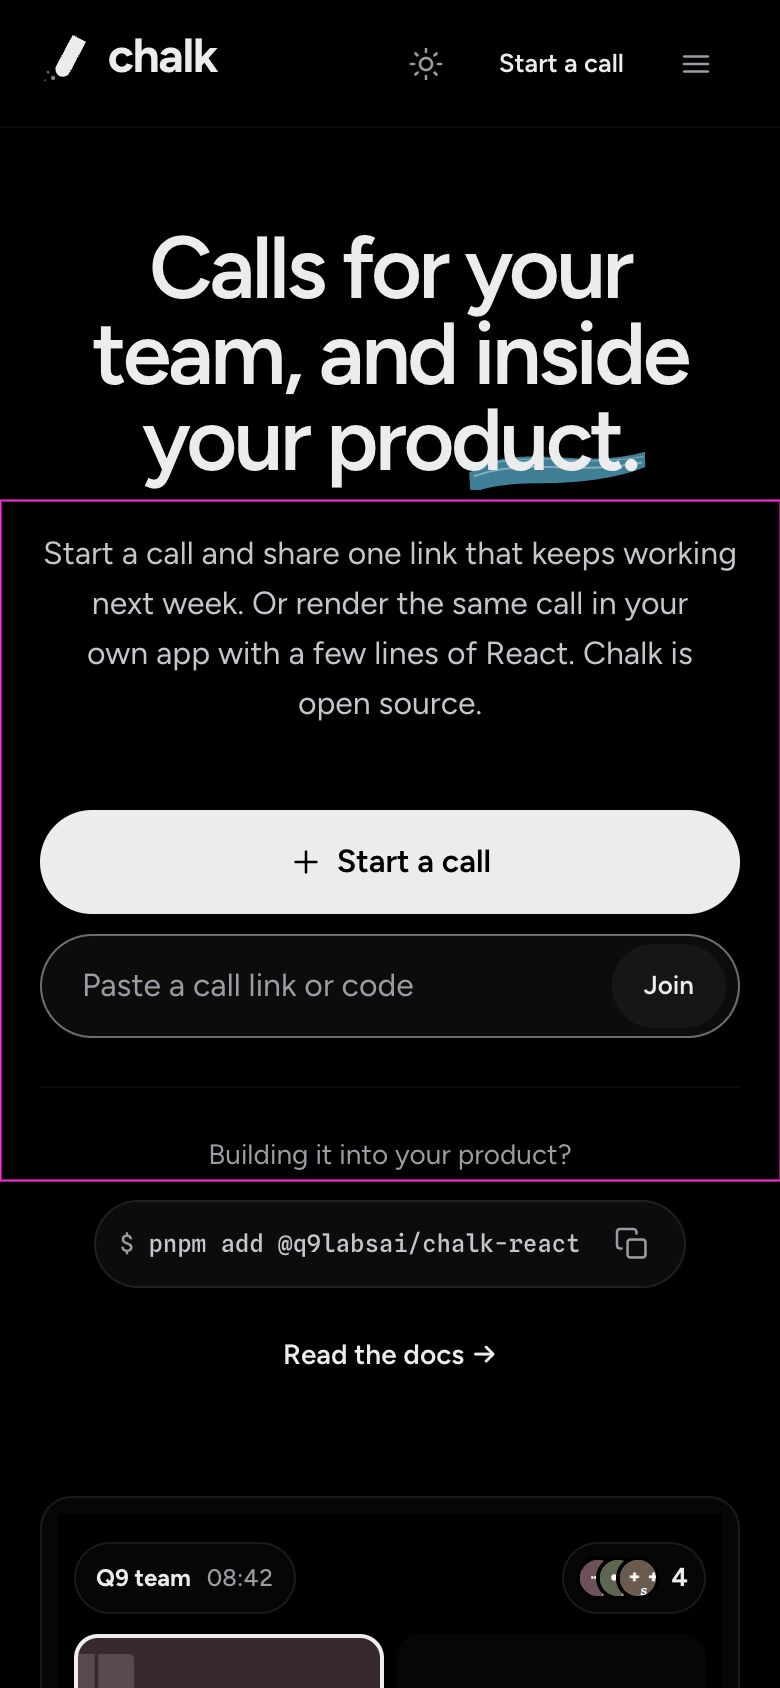 chalk
Start a call
Calls for your
team, and inside
your product.
Start a call and share one link that keeps working
next week. Or render the same call in your
own app with a few lines of React. Chalk is
open source.
+ Start a call
Paste a call link or code
Join
Building it into your product?
$ pnpm add @q9labsai/chalk-react
Read the docs →
Q9 team 08:42
4